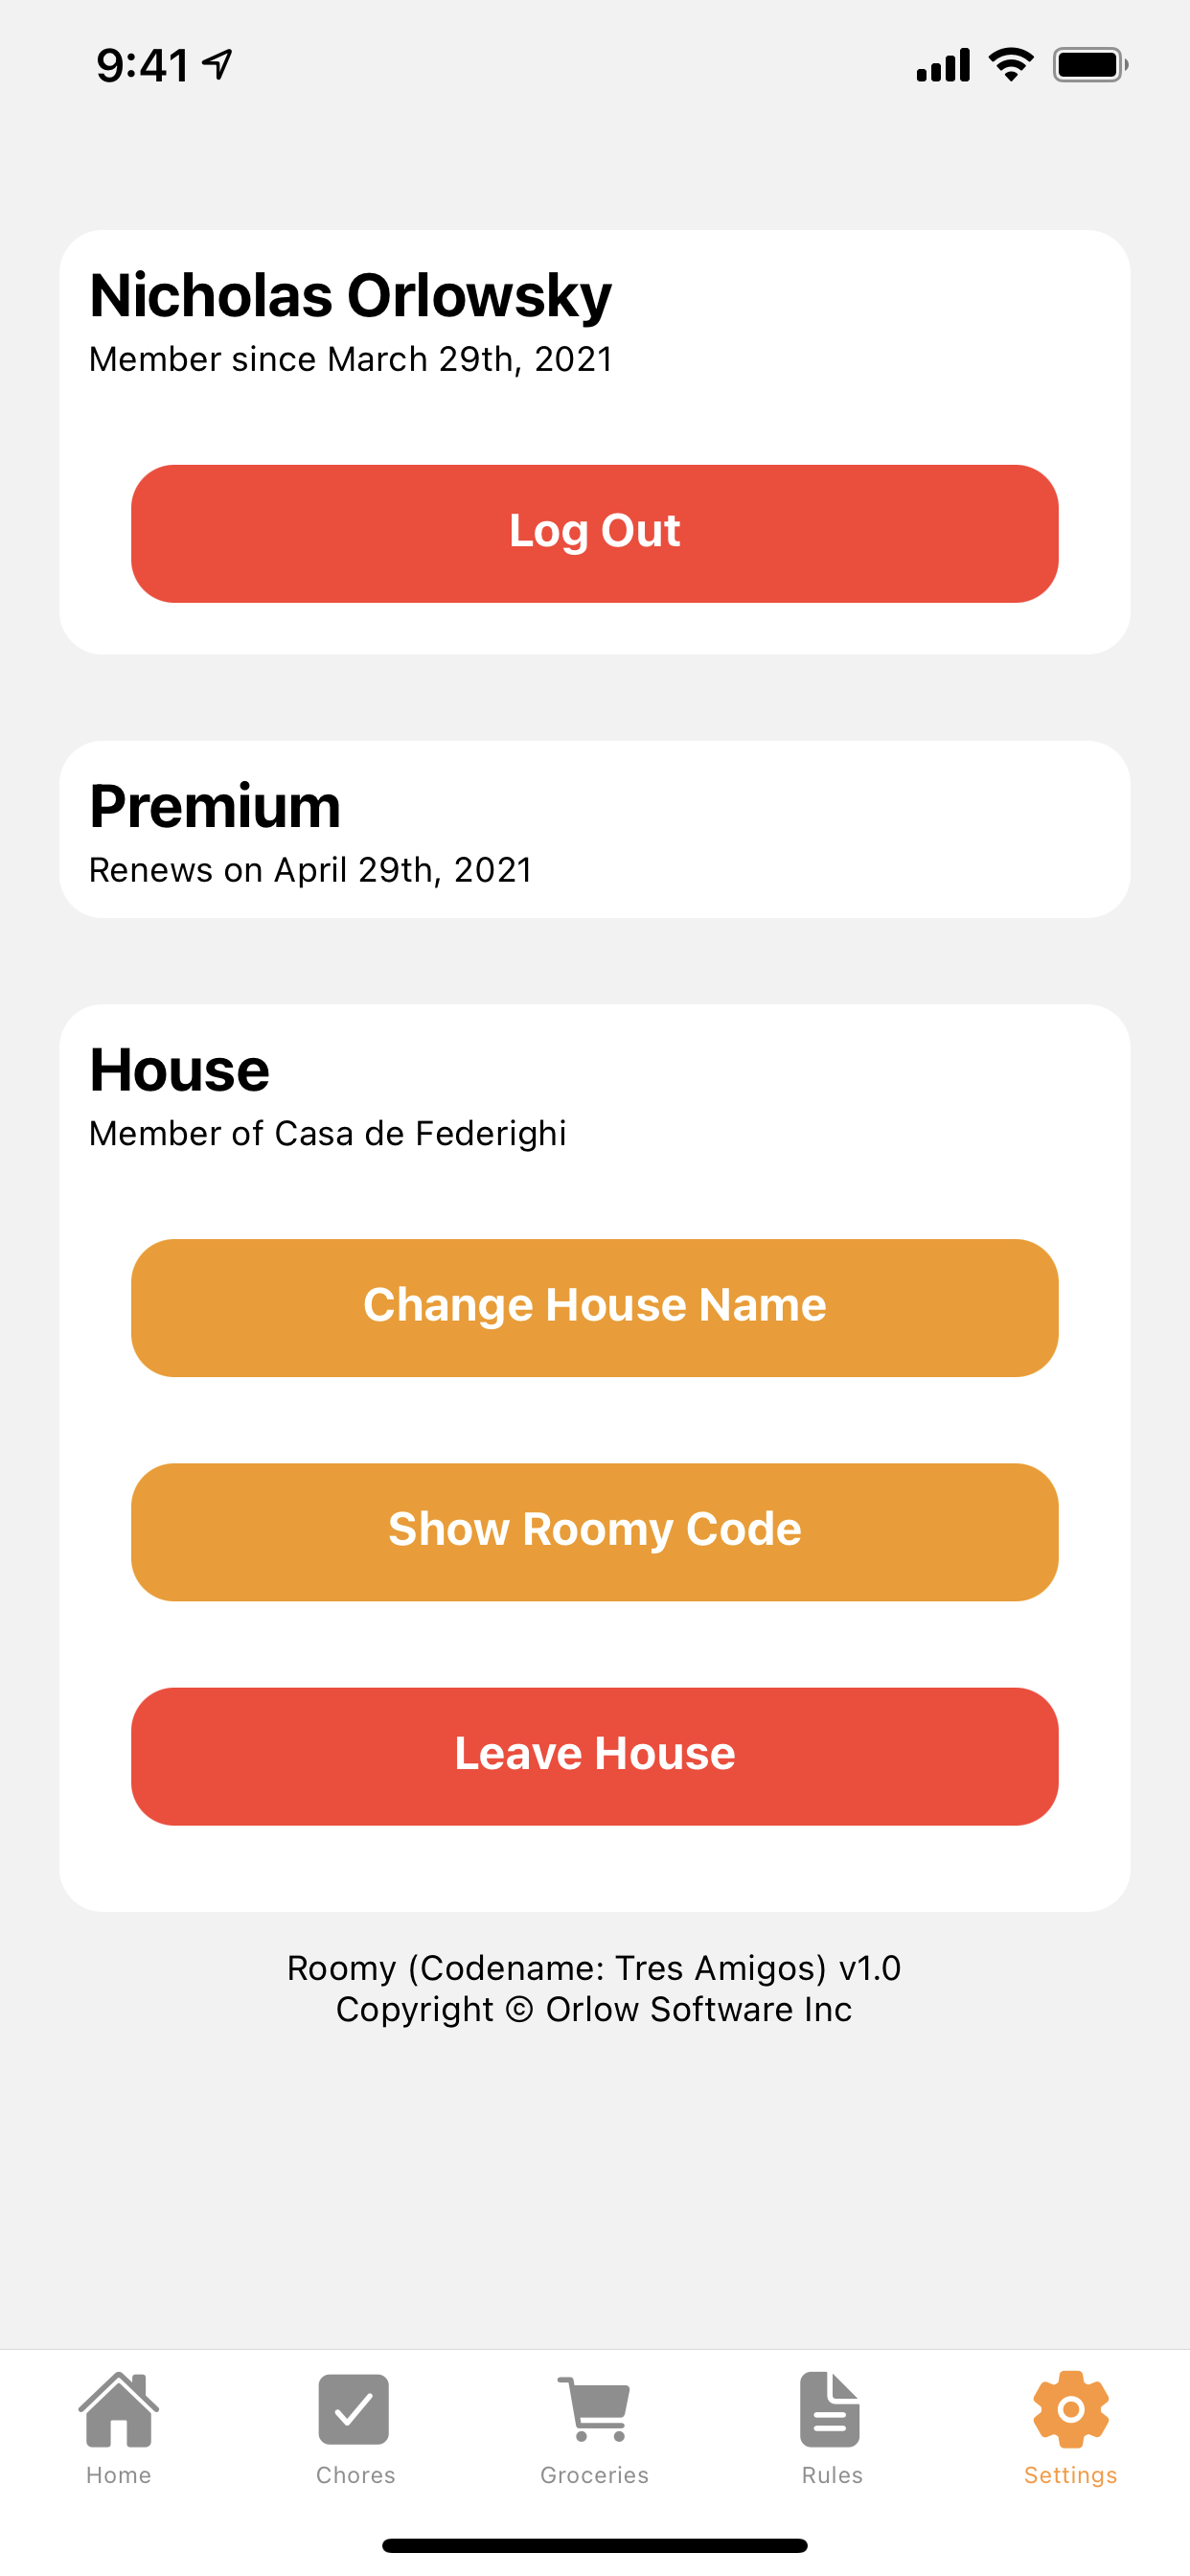 9:41
Nicholas Orlowsky
Member since March 29th, 2021
Log Out
Premium
Renews on April 29th, 2021
House
Member of Casa de Federighi
Change House Name
Show Roomy Code
Leave House
Roomy (Codename: Tres Amigos) v1.0
Copyright © Orlow Software Inc
Home
Chores
Groceries
Rules
Settings